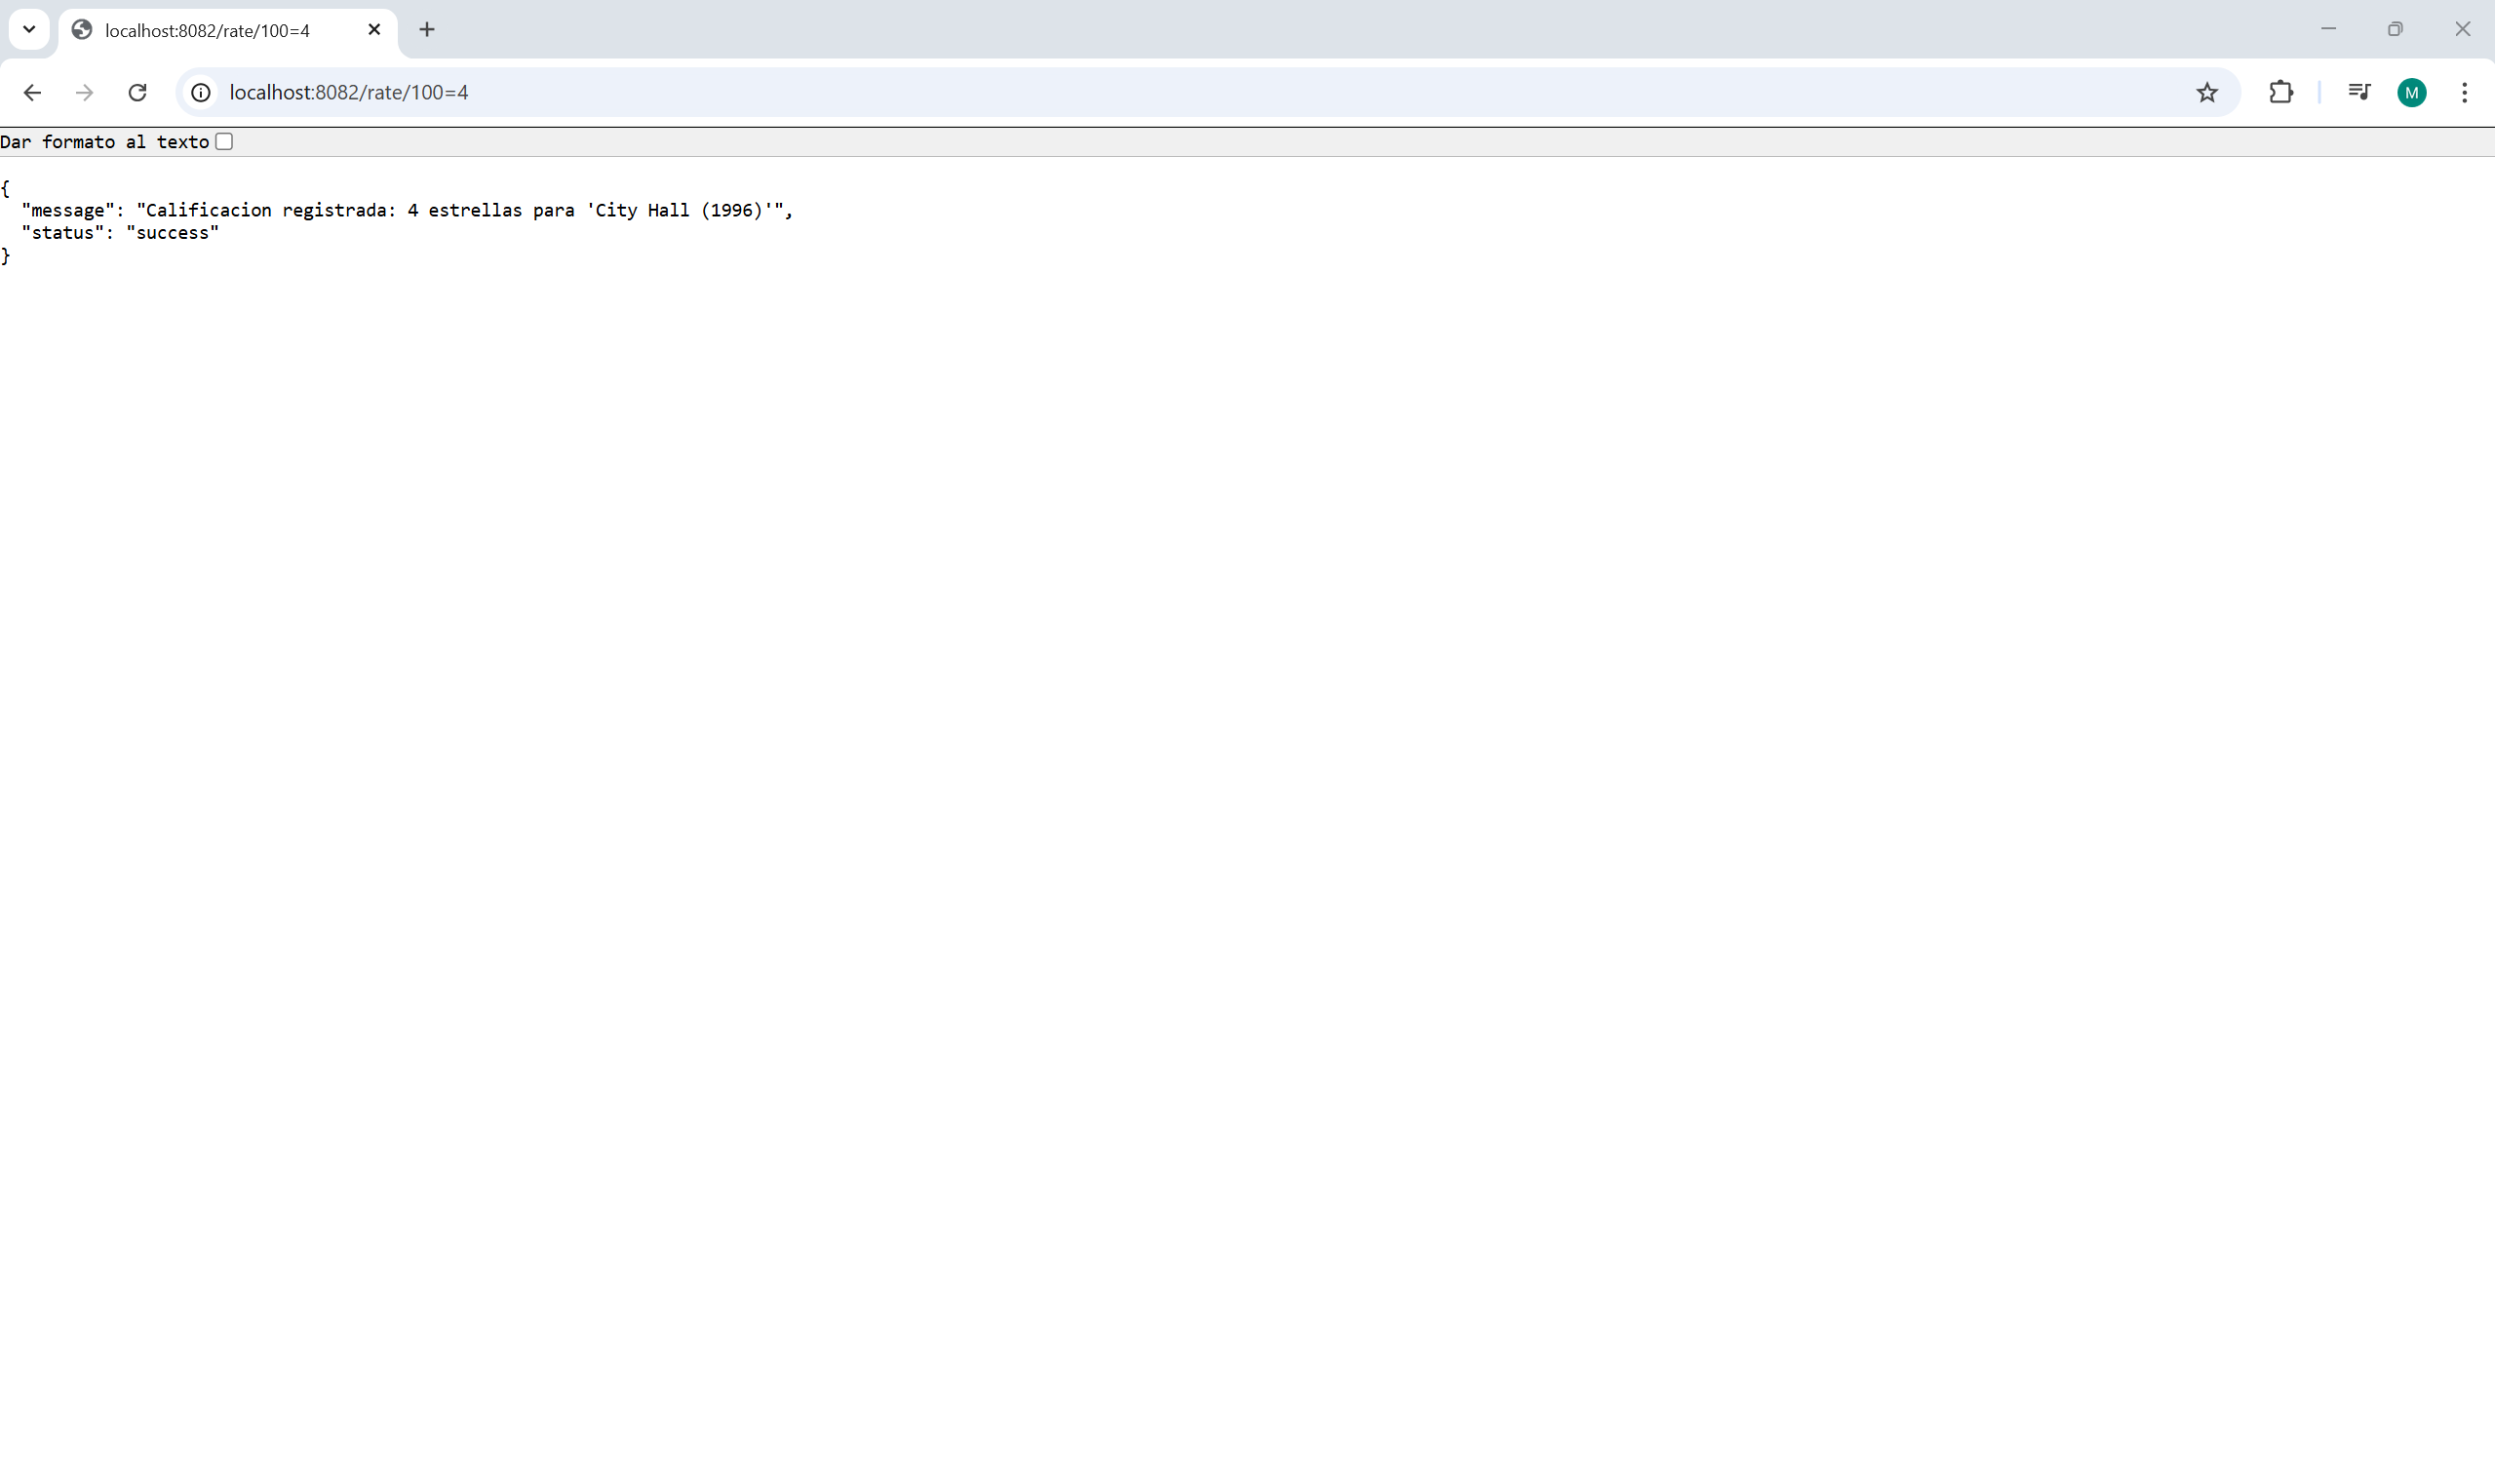 localhost:8082/rate/100=4
localhost:8082/rate/100=4
M
Dar formato al texto
{
  "message": "Calificacion registrada: 4 estrellas para 'City Hall (1996)'",
  "status": "success"
}